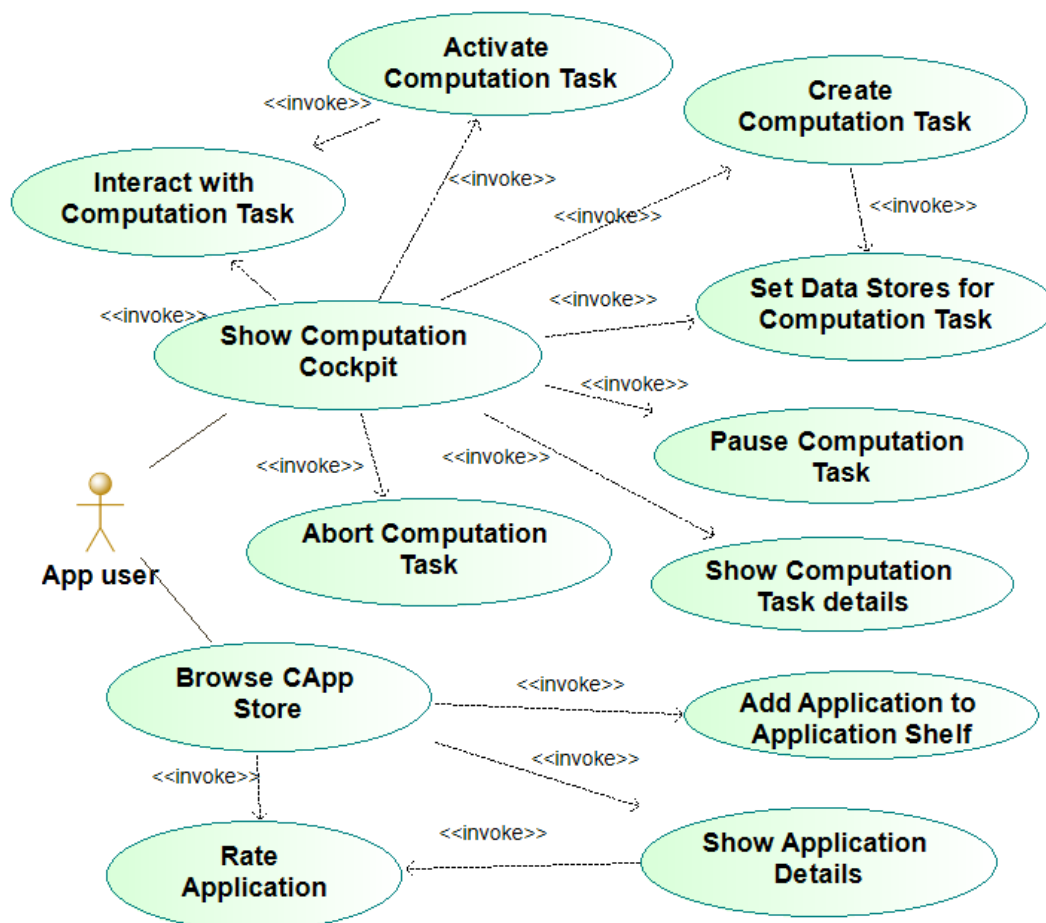 Activate
Computation Task
<<invoke>>
Create
Computation Task
Interact with
Computation Task
<<invoke>>
<<invoke>>
<<invoke>>
Set Data Stores for
Computation Task
<<invoke>>
<<invoke>>
Show Computation
Cockpit
<<invoke>>
Pause Computation
Task
<<invoke>>
<<invoke>>
Abort Computation
Task
App user
Show Computation
Task details
Browse CApp
Store
<<invoke>>
Add Application to
Application Shelf
<<invoke>>
<<invoke>>
<<invoke>>
Rate
Application
Show Application
Details